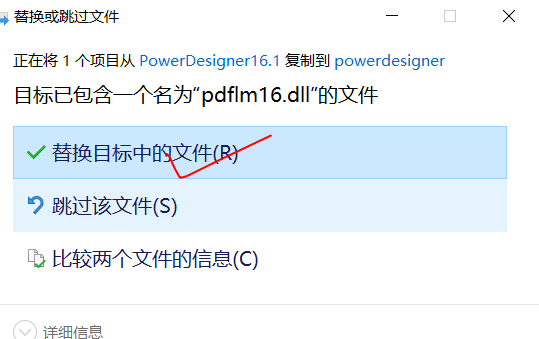 替换或跳过文件
正在将 1 个项目从 PowerDesigner16.1 复制到 powerdesigner
目标已包含一个名为“pdflm16.dll”的文件
替换目标中的文件(R)
跳过该文件(S)
比较两个文件的信息(C)
详细信息